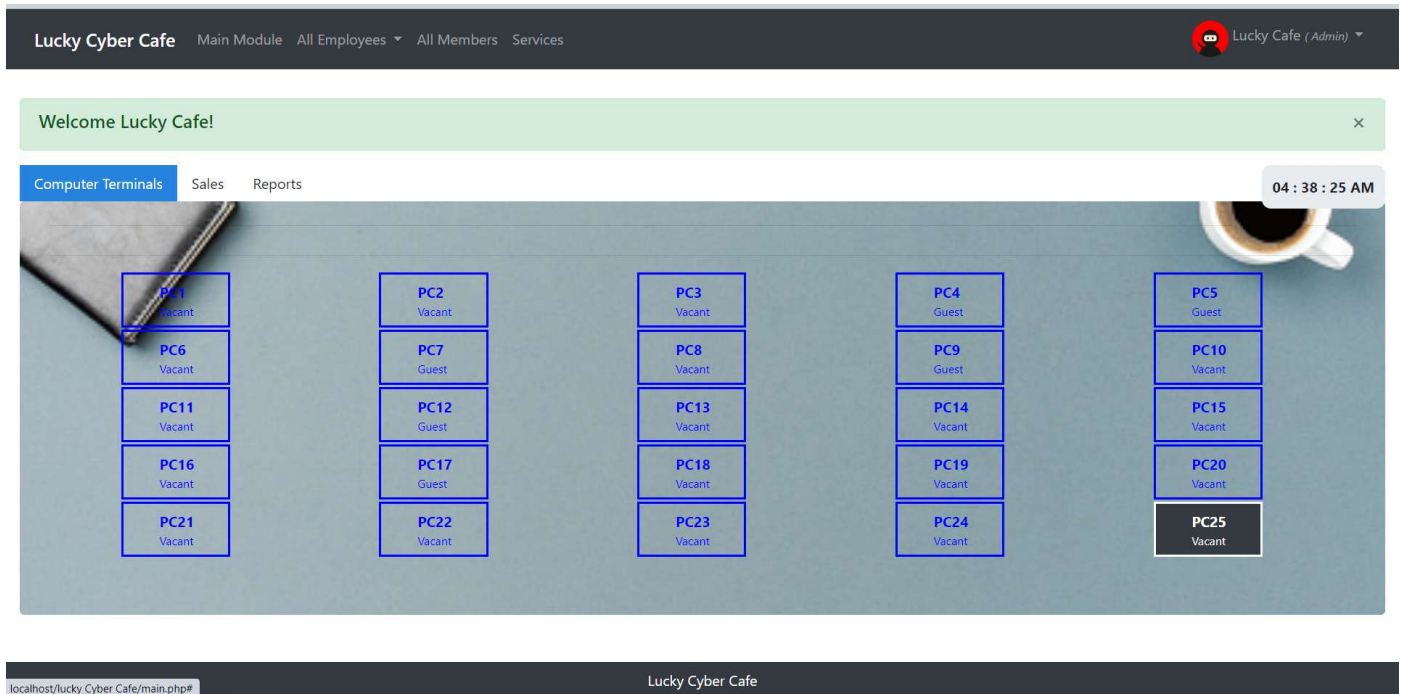 Lucky Cyber Cafe Main Module All Employees All Members Services Lucky Cafe ( Admin)
Welcome Lucky Cafe! ×
Computer Terminals Sales Reports 04 : 38 : 25 AM
PC1 PC2 PC3 PC4 PC5
Vacant Vacant Vacant Guest Guest
PC6 PC7 PC8 PC9 PC10
Vacant Guest Vacant Guest Vacant
PC11 PC12 PC13 PC14 PC15
Vacant Guest Vacant Vacant Vacant
PC16 PC17 PC18 PC19 PC20
Vacant Guest Vacant Vacant Vacant
PC21 PC22 PC23 PC24 PC25
Vacant Vacant Vacant Vacant Vacant
Lucky Cyber Cafe
localhost/lucky Cyber Cafe/main.php#